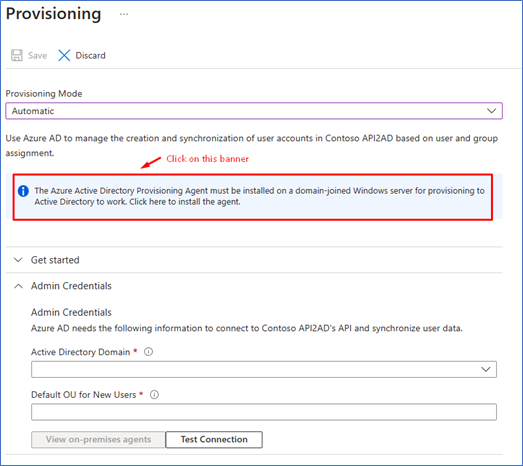 Provisioning ...
Save Discard
Provisioning Mode
Automatic
Use Azure AD to manage the creation and synchronization of user accounts in Contoso API2AD based on user and group
assignment.
Click on this banner
The Azure Active Directory Provisioning Agent must be installed on a domain-joined Windows server for provisioning to
Active Directory to work. Click here to install the agent.
Get started
Admin Credentials
Admin Credentials
Azure AD needs the following information to connect to Contoso API2AD's API and synchronize user data.
Active Directory Domain *
Default OU for New Users *
View on-premises agents Test Connection